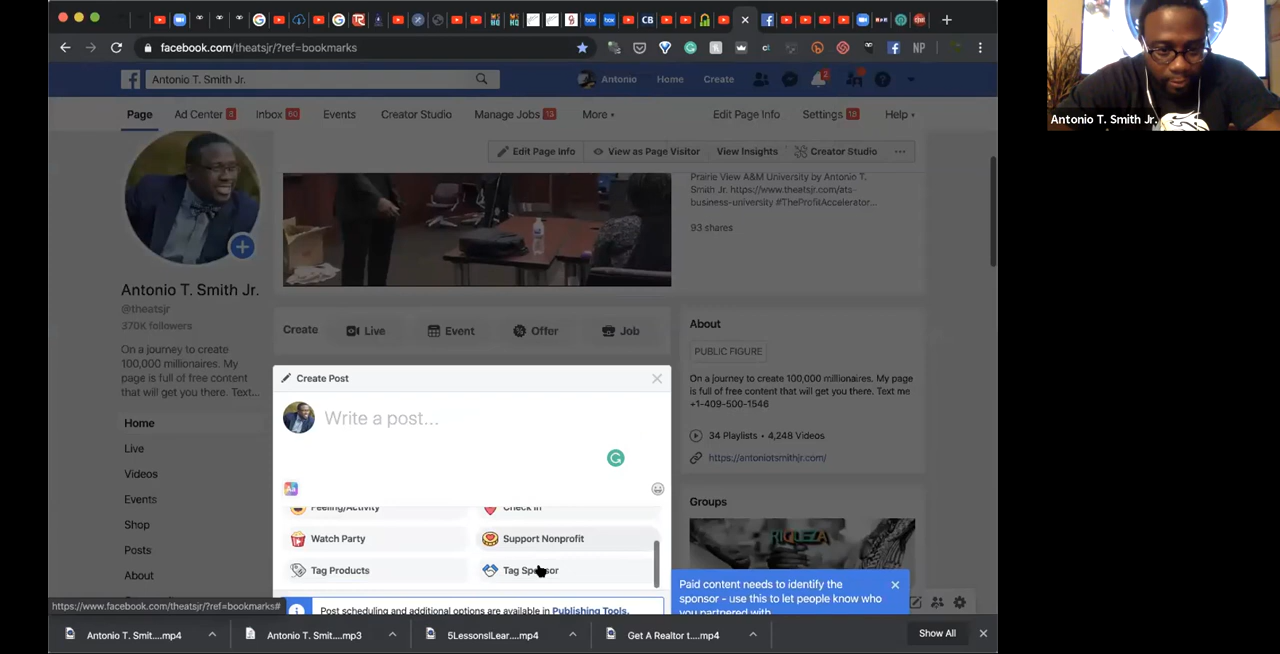 facebook.com/theatsjr/?ref=bookmarks
NP
Antonio T. Smith Jr.
Antonio
Home
Create
2
Page
Ad Center 8
Inbox 60
Events
Creator Studio
Manage Jobs 13
More
Edit Page Info
Settings 18
Help
Edit Page Info
View as Page Visitor
View Insights
Creator Studio
...
Prairie View A&M University by Antonio T.
Smith Jr. https://www.theatsjr.com/ats-
business-university #TheProfitAccelerator...
93 shares
Antonio T. Smith Jr.
@theatsjr
370K followers
On a journey to create
100,000 millionaires. My
page is full of free content
that will get you there. Text...
Home
Live
Videos
Events
Shop
Posts
About
Create
Live
Event
Offer
Job
Create Post
Write a post...
Aa
Feeling/Activity
Check in
Watch Party
Support Nonprofit
Tag Products
Tag Sponsor
Post scheduling and additional options are available in Publishing Tools.
About
PUBLIC FIGURE
On a journey to create 100,000 millionaires. My
page is full of free content
that will get you there. Text me
+1-409-500-1546
34 Playlists • 4,248 Videos
https://antoniotsmithjr.com/
Groups
Paid content needs to identify the
sponsor - use this to let people know who
you partnered with.
https://www.facebook.com/theatsjr/?ref=bookmarks#
Antonio T. Smit....mp4
Antonio T. Smit....mp3
5LessonsILear....mp4
Get A Realtor t....mp4
Show All
Antonio T. Smith Jr.